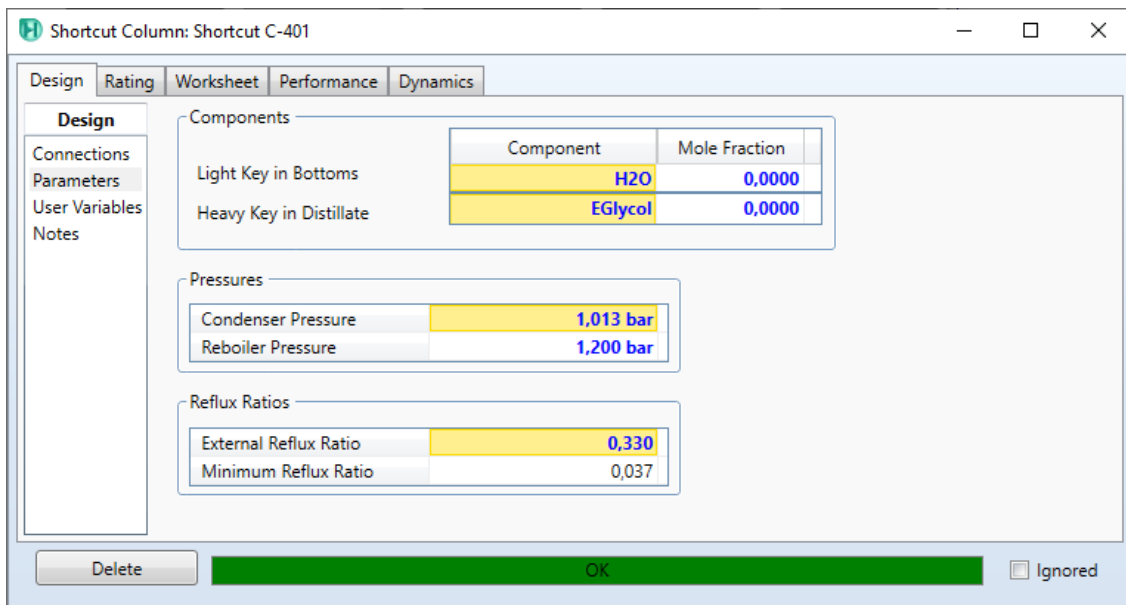 Shortcut Column: Shortcut C-401
Design Rating Worksheet Performance Dynamics
Design
Connections
Parameters
User Variables
Notes
Components
Component Mole Fraction
Light Key in Bottoms H2O 0,0000
Heavy Key in Distillate EGlycol 0,0000
Pressures
Condenser Pressure 1,013 bar
Reboiler Pressure 1,200 bar
Reflux Ratios
External Reflux Ratio 0,330
Minimum Reflux Ratio 0,037
Delete OK Ignored